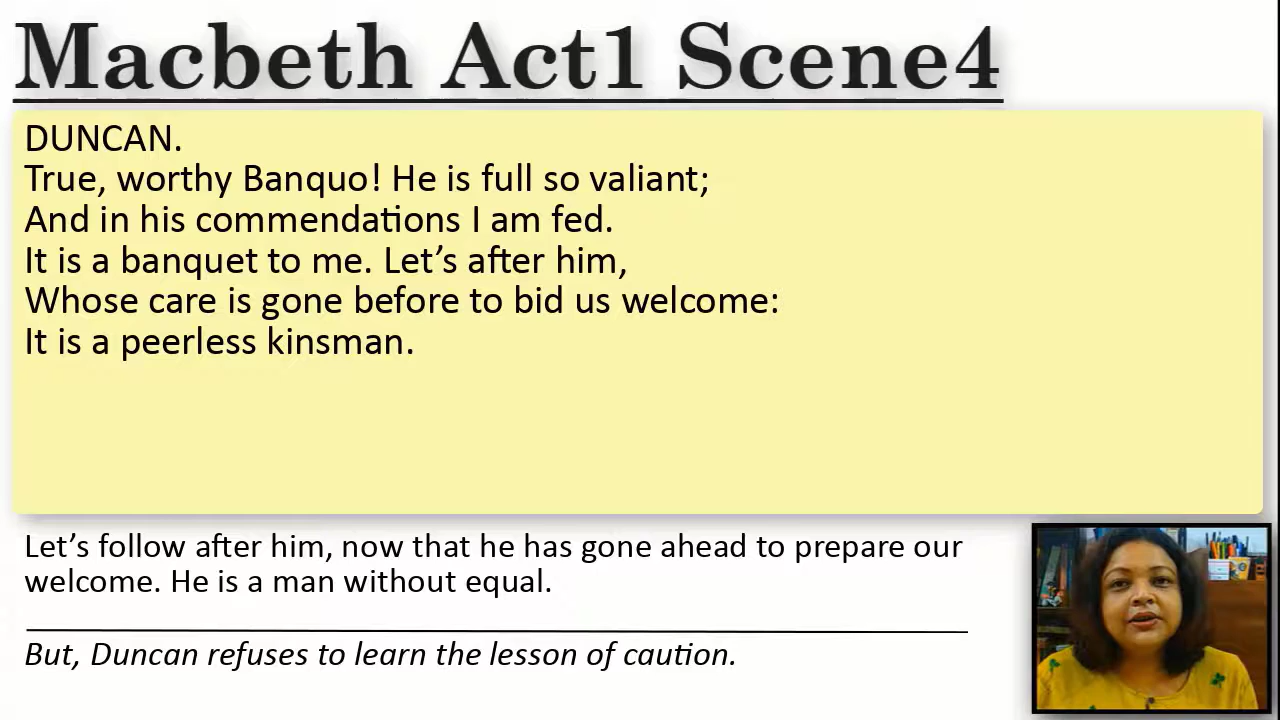 Macbeth Act1 Scene4
DUNCAN.
True, worthy Banquo! He is full so valiant;
And in his commendations I am fed.
It is a banquet to me. Let’s after him,
Whose care is gone before to bid us welcome:
It is a peerless kinsman.
Let’s follow after him, now that he has gone ahead to prepare our
welcome. He is a man without equal.
But, Duncan refuses to learn the lesson of caution.